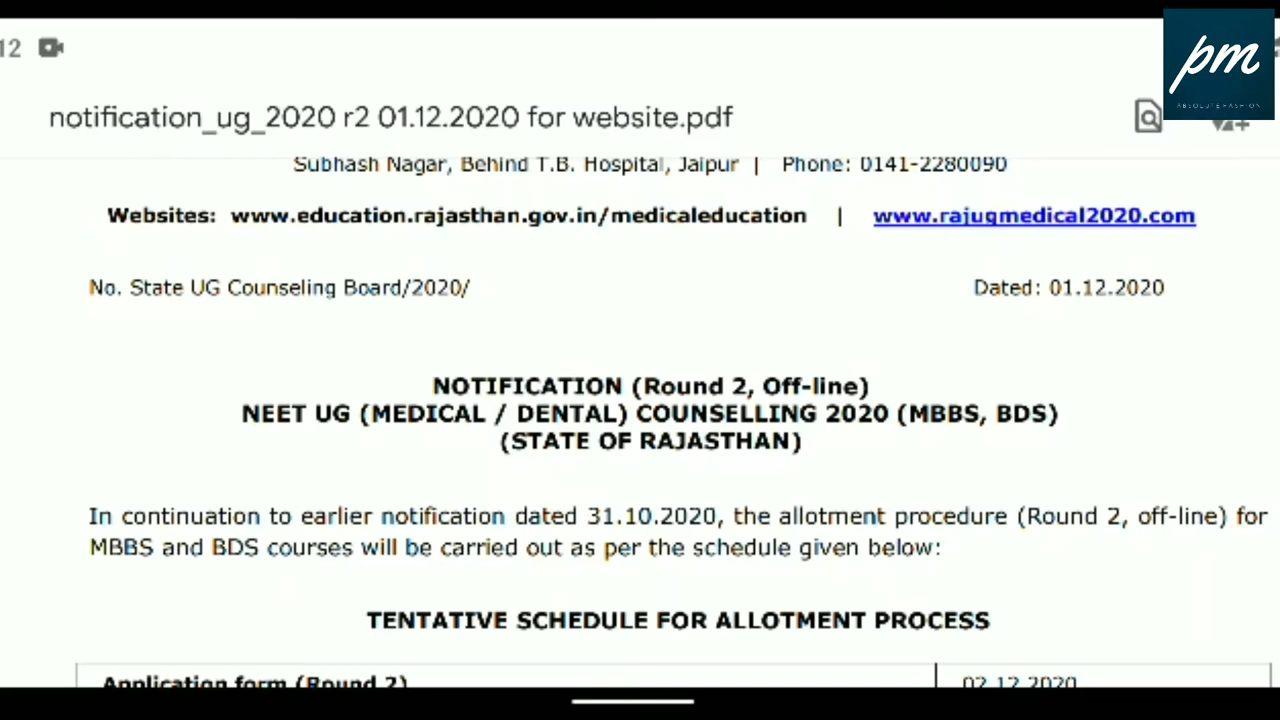 12
pm
ABSOLUTE FASHION
notification_ug_2020 r2 01.12.2020 for website.pdf
Subhash Nagar, Behind T.B. Hospital, Jaipur | Phone: 0141-2280090
Websites: www.education.rajasthan.gov.in/medicaleducation | www.rajugmedical2020.com
No. State UG Counseling Board/2020/ Dated: 01.12.2020
NOTIFICATION (Round 2, Off-line)
NEET UG (MEDICAL / DENTAL) COUNSELLING 2020 (MBBS, BDS)
(STATE OF RAJASTHAN)
In continuation to earlier notification dated 31.10.2020, the allotment procedure (Round 2, off-line) for
MBBS and BDS courses will be carried out as per the schedule given below:
TENTATIVE SCHEDULE FOR ALLOTMENT PROCESS
Application form (Round 2) 02.12.2020